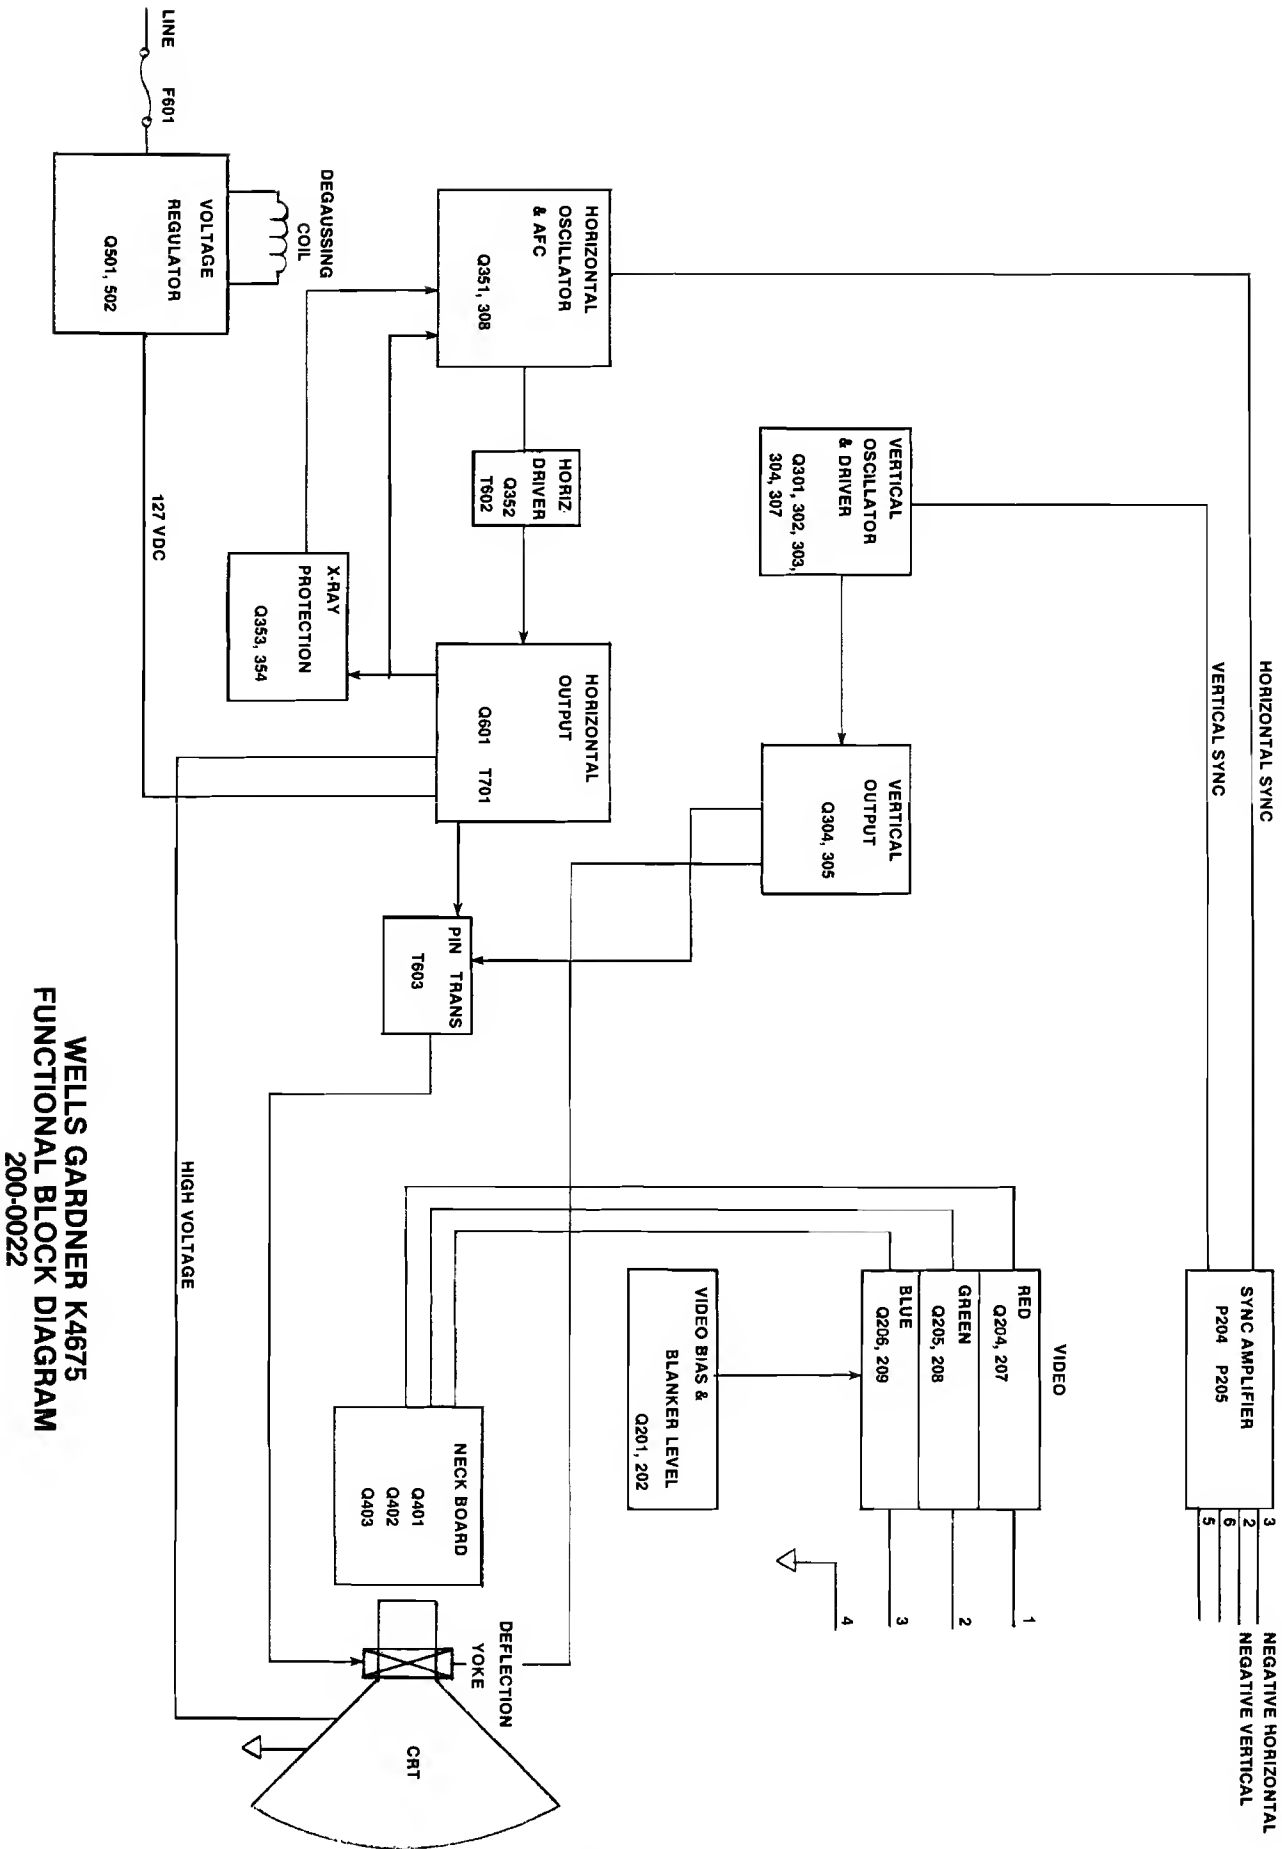 HORIZONTAL SYNC
VERTICAL SYNC
SYNC AMPLIFIER
P204 P205
3
2
6
5
NEGATIVE HORIZONTAL
NEGATIVE VERTICAL
VERTICAL
OSCILLATOR
& DRIVER
Q301, 302, 303,
304, 307
VERTICAL
OUTPUT
Q304, 305
VIDEO
RED
Q204, 207
GREEN
Q205, 208
BLUE
Q206, 209
1
2
3
4
VIDEO BIAS &
BLANKER LEVEL
Q201, 202
HORIZONTAL
OSCILLATOR
& AFC
Q351, 308
HORIZ
DRIVER
Q352
T602
HORIZONTAL
OUTPUT
Q601 T701
PIN TRANS
T603
NECK BOARD
Q401
Q402
Q403
DEFLECTION
YOKE
CRT
DEGAUSSING
COIL
X-RAY
PROTECTION
Q353, 354
LINE F601
VOLTAGE
REGULATOR
Q501, 502
127 VDC
HIGH VOLTAGE
WELLS GARDNER K4675
FUNCTIONAL BLOCK DIAGRAM
200-0022